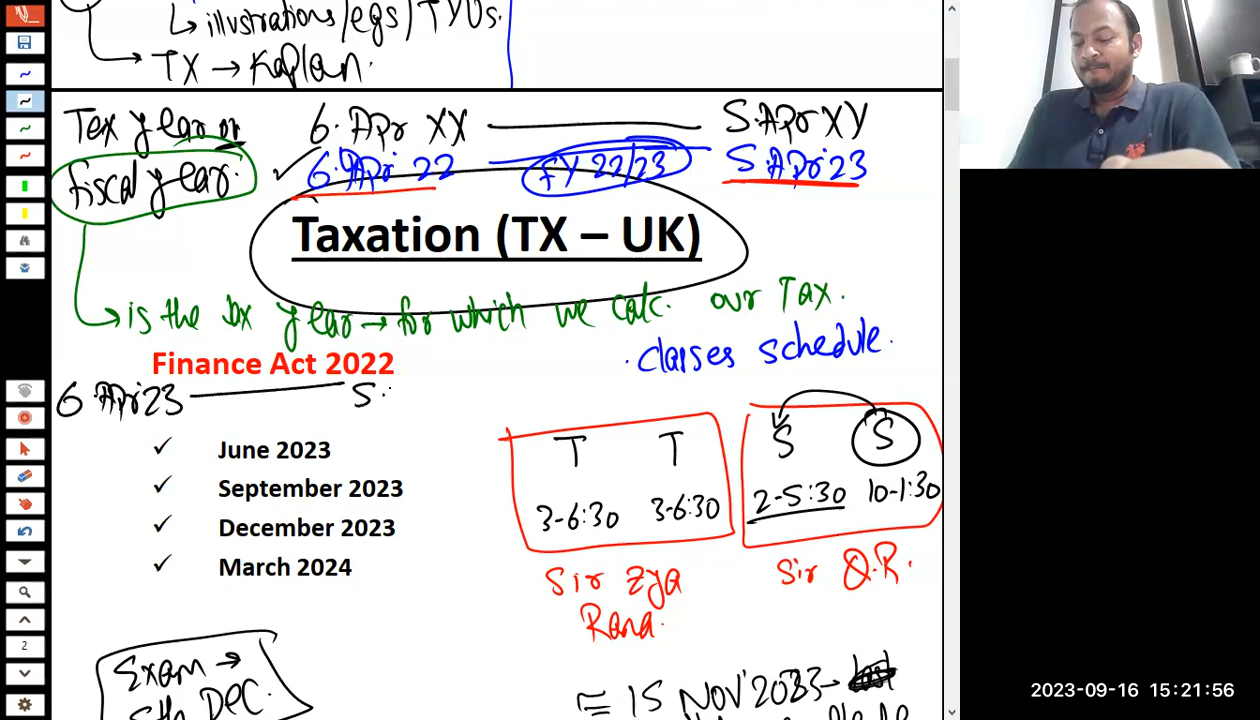 ↳ illustrations/egs/TYUs.
→ TX → Kaplan.
Tax year or 6. Apr XX — 5.Apr XY
fiscal year. 6. Apr 22 — FY 22/23 5.Apr 23
Taxation (TX – UK)
↳ is the tax year → for which we calc. our Tax.
Finance Act 2022
. classes schedule.
6 Apr 23 — 5.
T T S S
✓ June 2023
✓ September 2023
3-6:30 3-6:30 2-5:30 10-1:30
✓ December 2023
✓ March 2024
Sir Zya Sir Q.R.
Rana.
Exam →
5th Dec.
= 15 Nov' 2023 →
2
2023-09-16 15:21:56